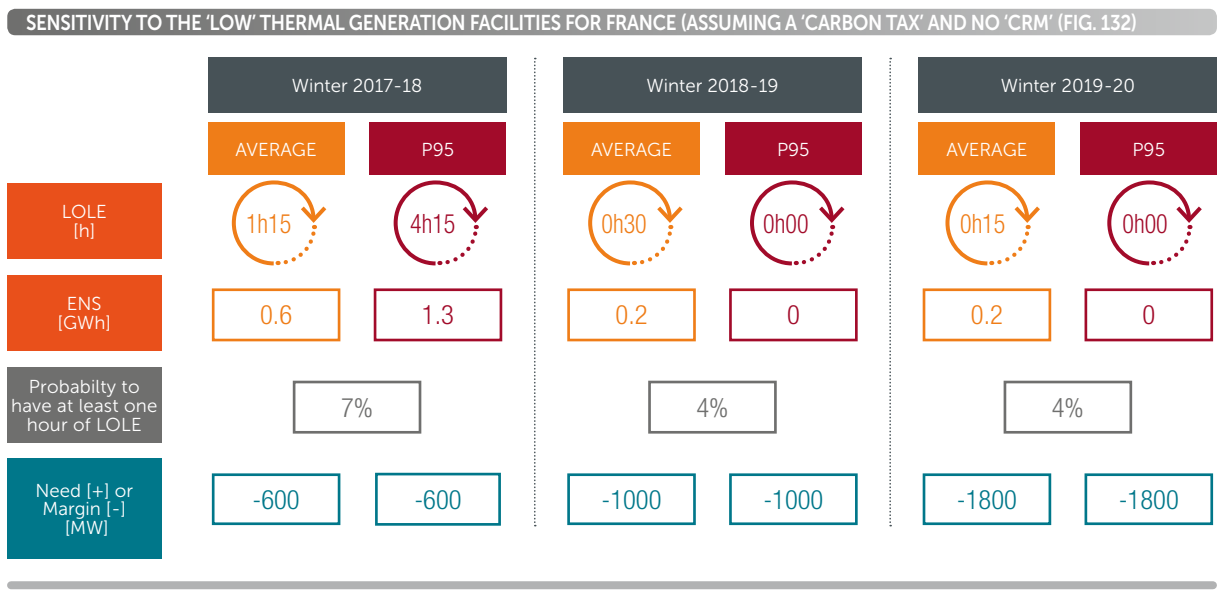 SENSITIVITY TO THE 'LOW' THERMAL GENERATION FACILITIES FOR FRANCE (ASSUMING A 'CARBON TAX' AND NO 'CRM' (FIG. 132)
Winter 2017-18
Winter 2018-19
Winter 2019-20
AVERAGE
P95
AVERAGE
P95
AVERAGE
P95
LOLE
[h]
1h15
4h15
0h30
0h00
0h15
0h00
ENS
[GWh]
0.6
1.3
0.2
0
0.2
0
Probabilty to
have at least one
hour of LOLE
7%
4%
4%
Need [+] or
Margin [-]
[MW]
-600
-600
-1000
-1000
-1800
-1800